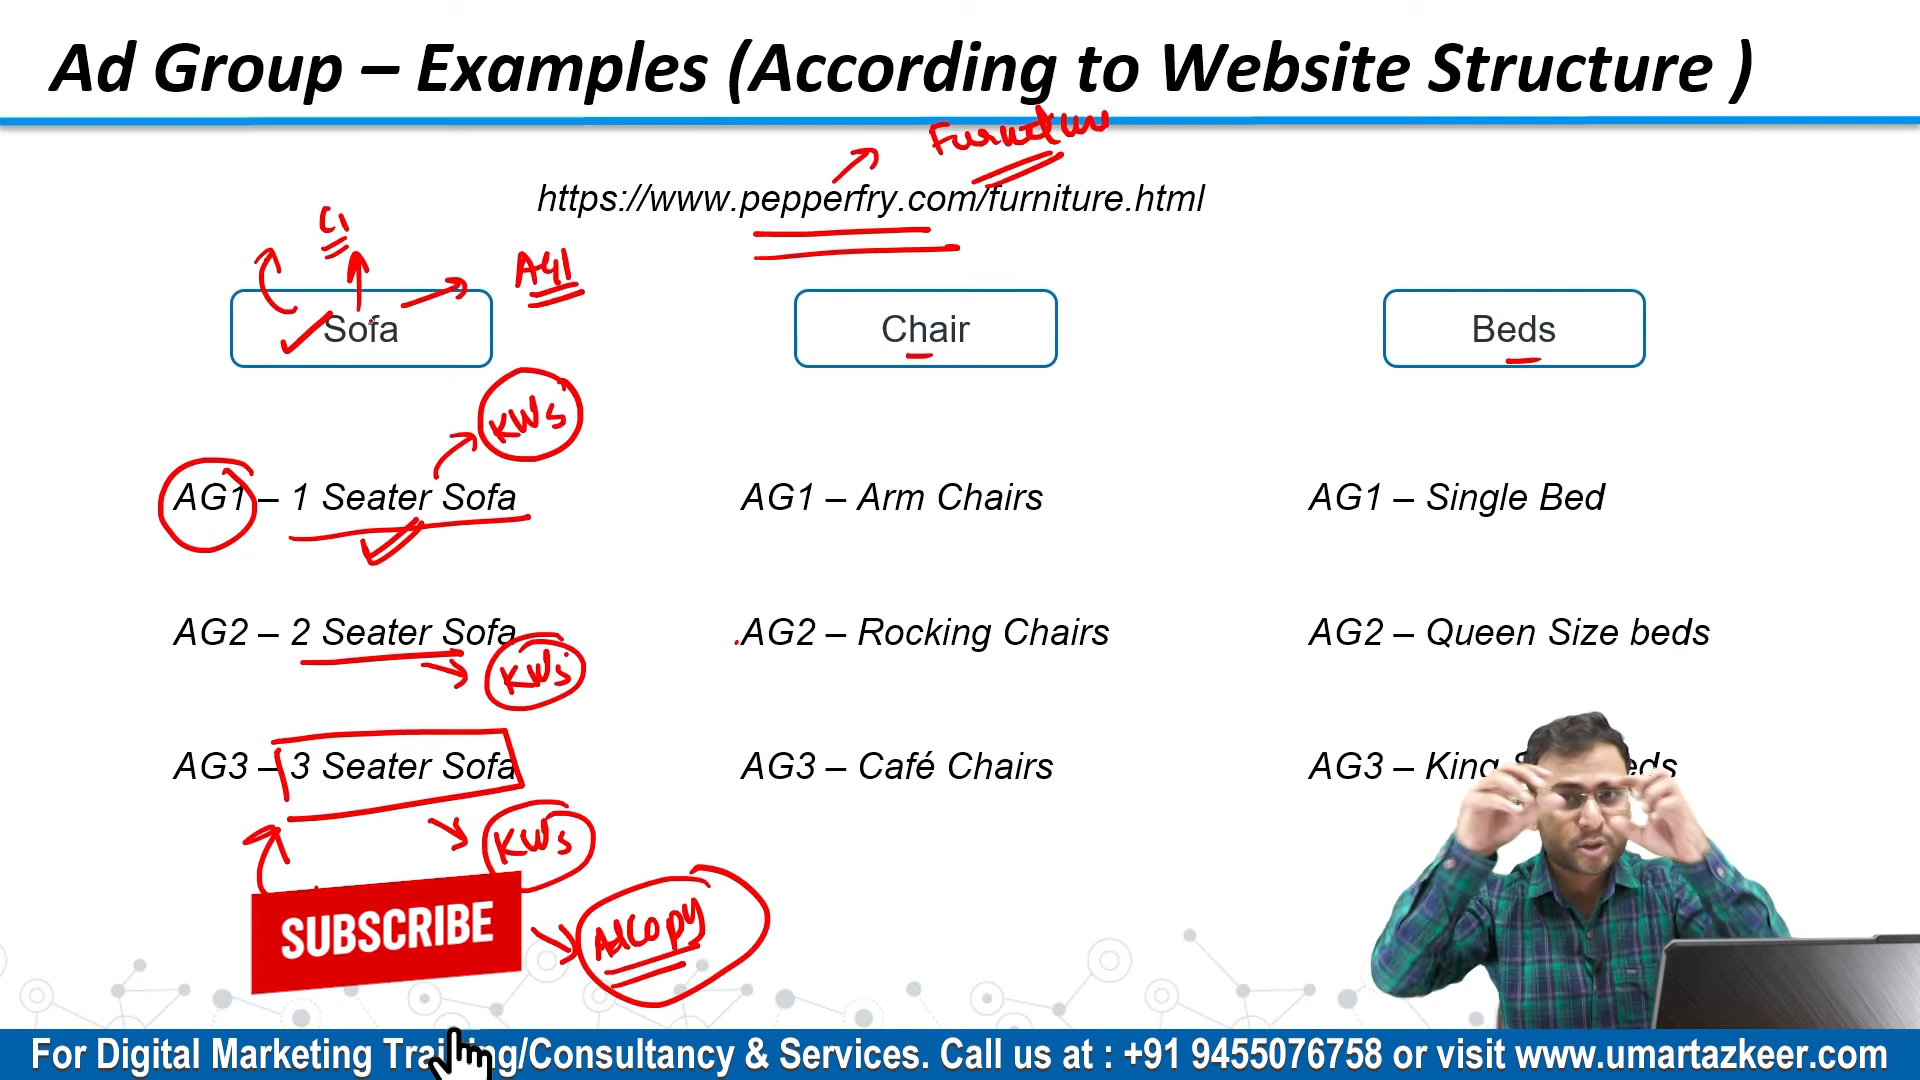 Ad Group – Examples (According to Website Structure )
Furniture
https://www.pepperfry.com/furniture.html
C1
AG1
Sofa
Chair
Beds
KWs
AG1 – 1 Seater Sofa
AG1 – Arm Chairs
AG1 – Single Bed
AG2 – 2 Seater Sofa
AG2 – Rocking Chairs
AG2 – Queen Size beds
KWs
AG3 – 3 Seater Sofa
AG3 – Café Chairs
AG3 – King
KWs
SUBSCRIBE
AdCopy
For Digital Marketing Training/Consultancy & Services. Call us at : +91 9455076758 or visit www.umartazkeer.com